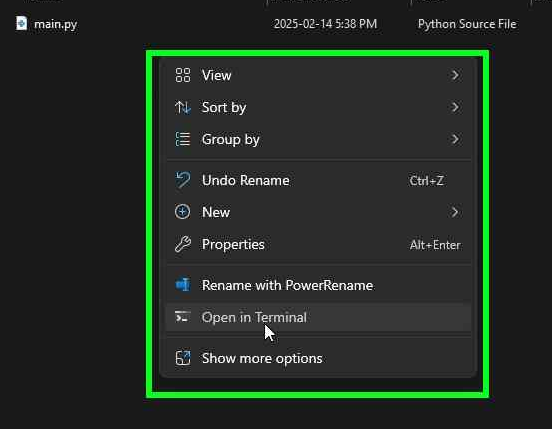 main.py 2025-02-14 5:38 PM Python Source File
View
Sort by
Group by
Undo Rename Ctrl+Z
New
Properties Alt+Enter
Rename with PowerRename
Open in Terminal
Show more options